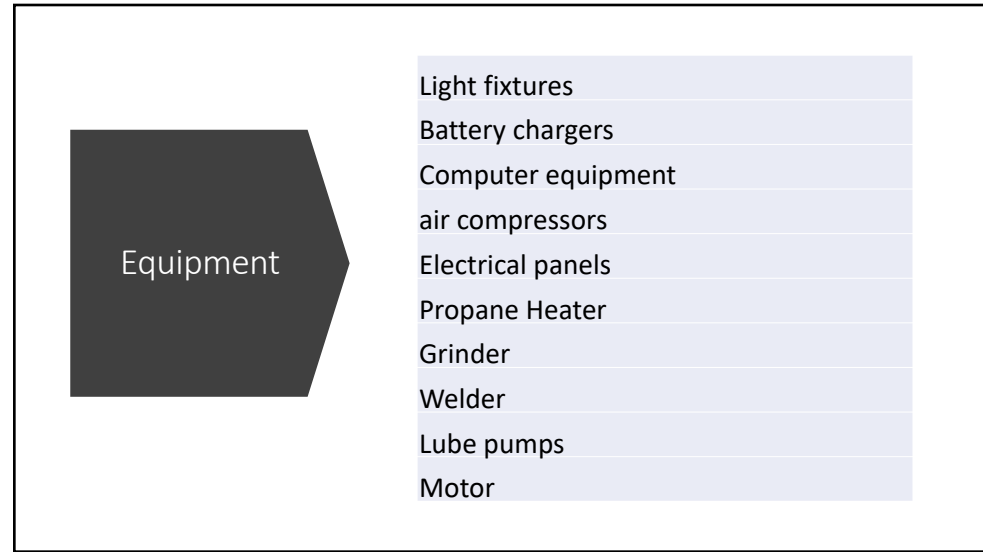 Equipment
Light fixtures
Battery chargers
Computer equipment
air compressors
Electrical panels
Propane Heater
Grinder
Welder
Lube pumps
Motor